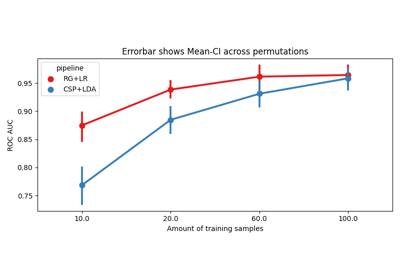 Errorbar shows Mean-CI across permutations
pipeline
RG+LR
CSP+LDA
0.95
0.90
0.85
0.80
0.75
ROC AUC
10.0 20.0 60.0 100.0
Amount of training samples